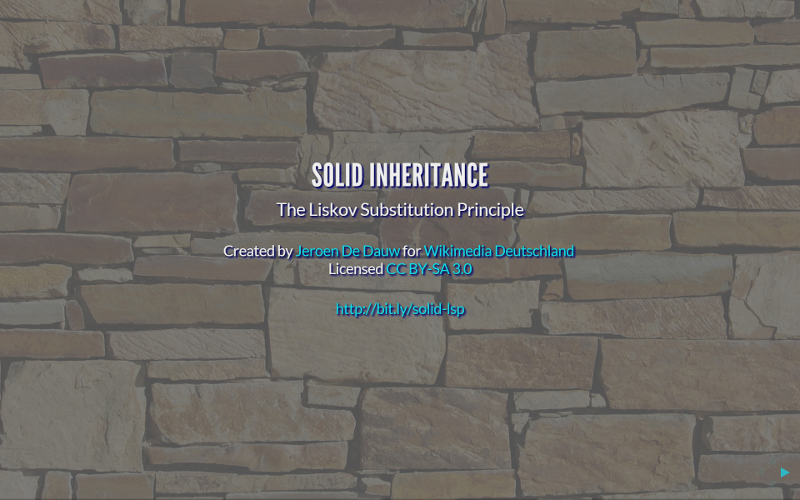 SOLID INHERITANCE
The Liskov Substitution Principle
Created by Jeroen De Dauw for Wikimedia Deutschland
Licensed CC BY-SA 3.0
http://bit.ly/solid-lsp